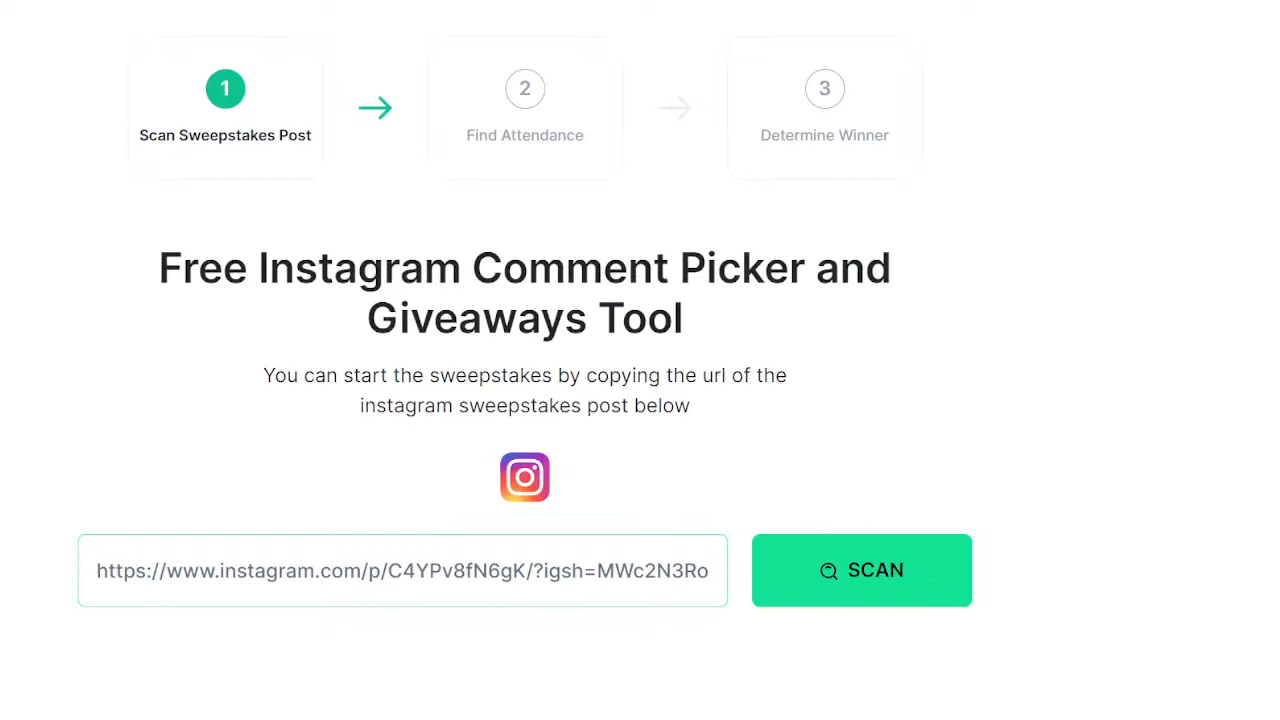 1
Scan Sweepstakes Post
2
Find Attendance
3
Determine Winner
Free Instagram Comment Picker and
Giveaways Tool
You can start the sweepstakes by copying the url of the
instagram sweepstakes post below
https://www.instagram.com/p/C4YPv8fN6gK/?igsh=MWc2N3Ro
SCAN